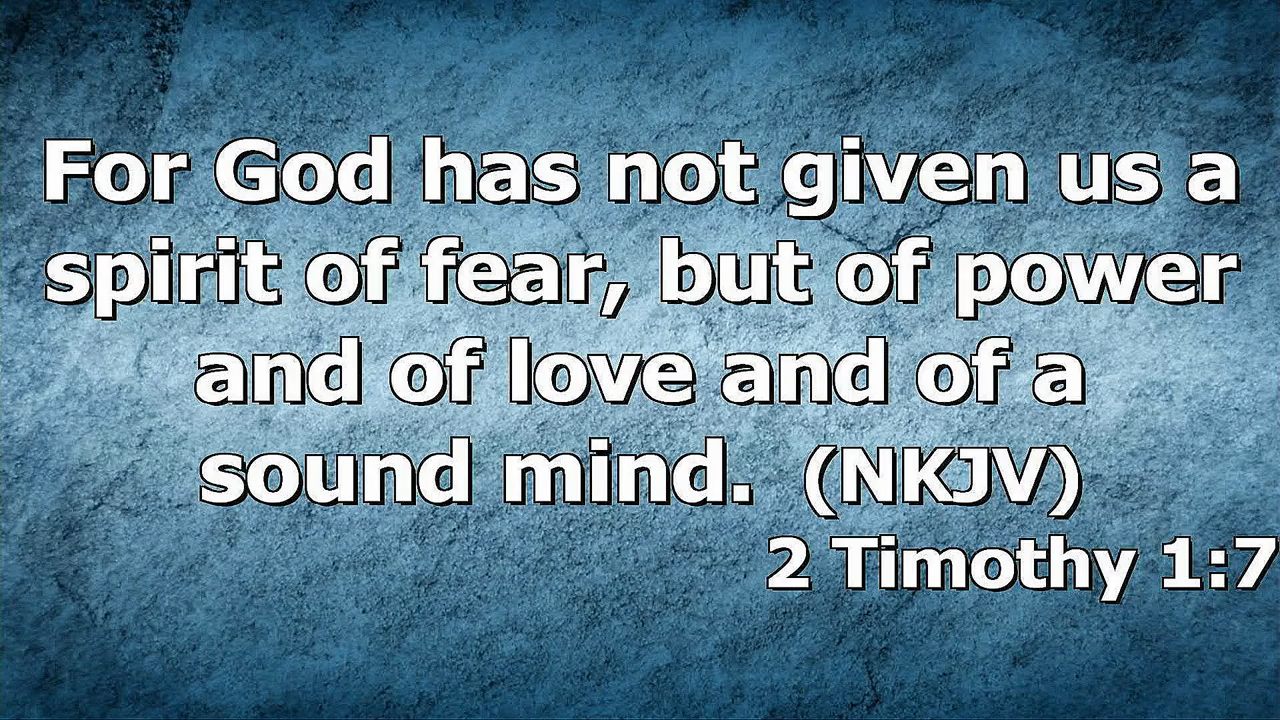 For God has not given us a
spirit of fear, but of power
and of love and of a
sound mind. (NKJV)
2 Timothy 1:7